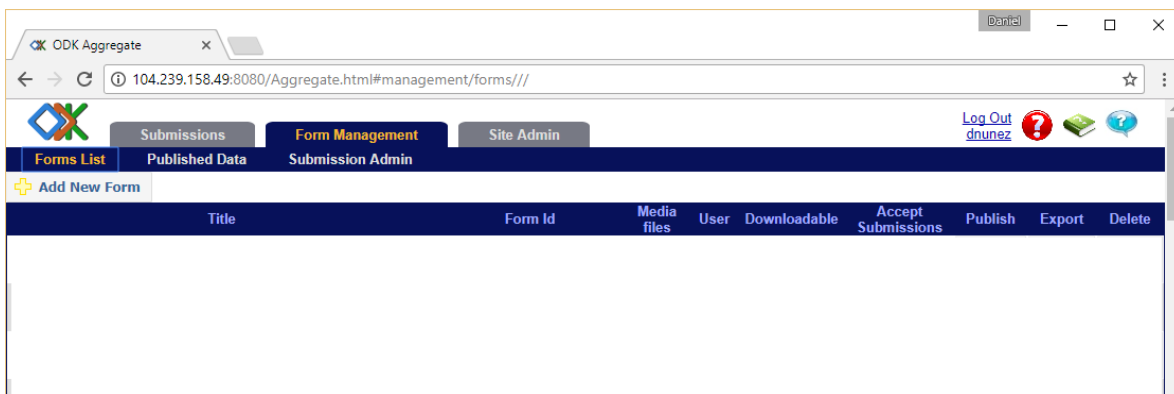 Daniel
ODK Aggregate
104.239.158.49:8080/Aggregate.html#management/forms///
Submissions Form Management Site Admin Log Out
dnunez
Forms List Published Data Submission Admin
Add New Form
Title Form Id Media files User Downloadable Accept Submissions Publish Export Delete